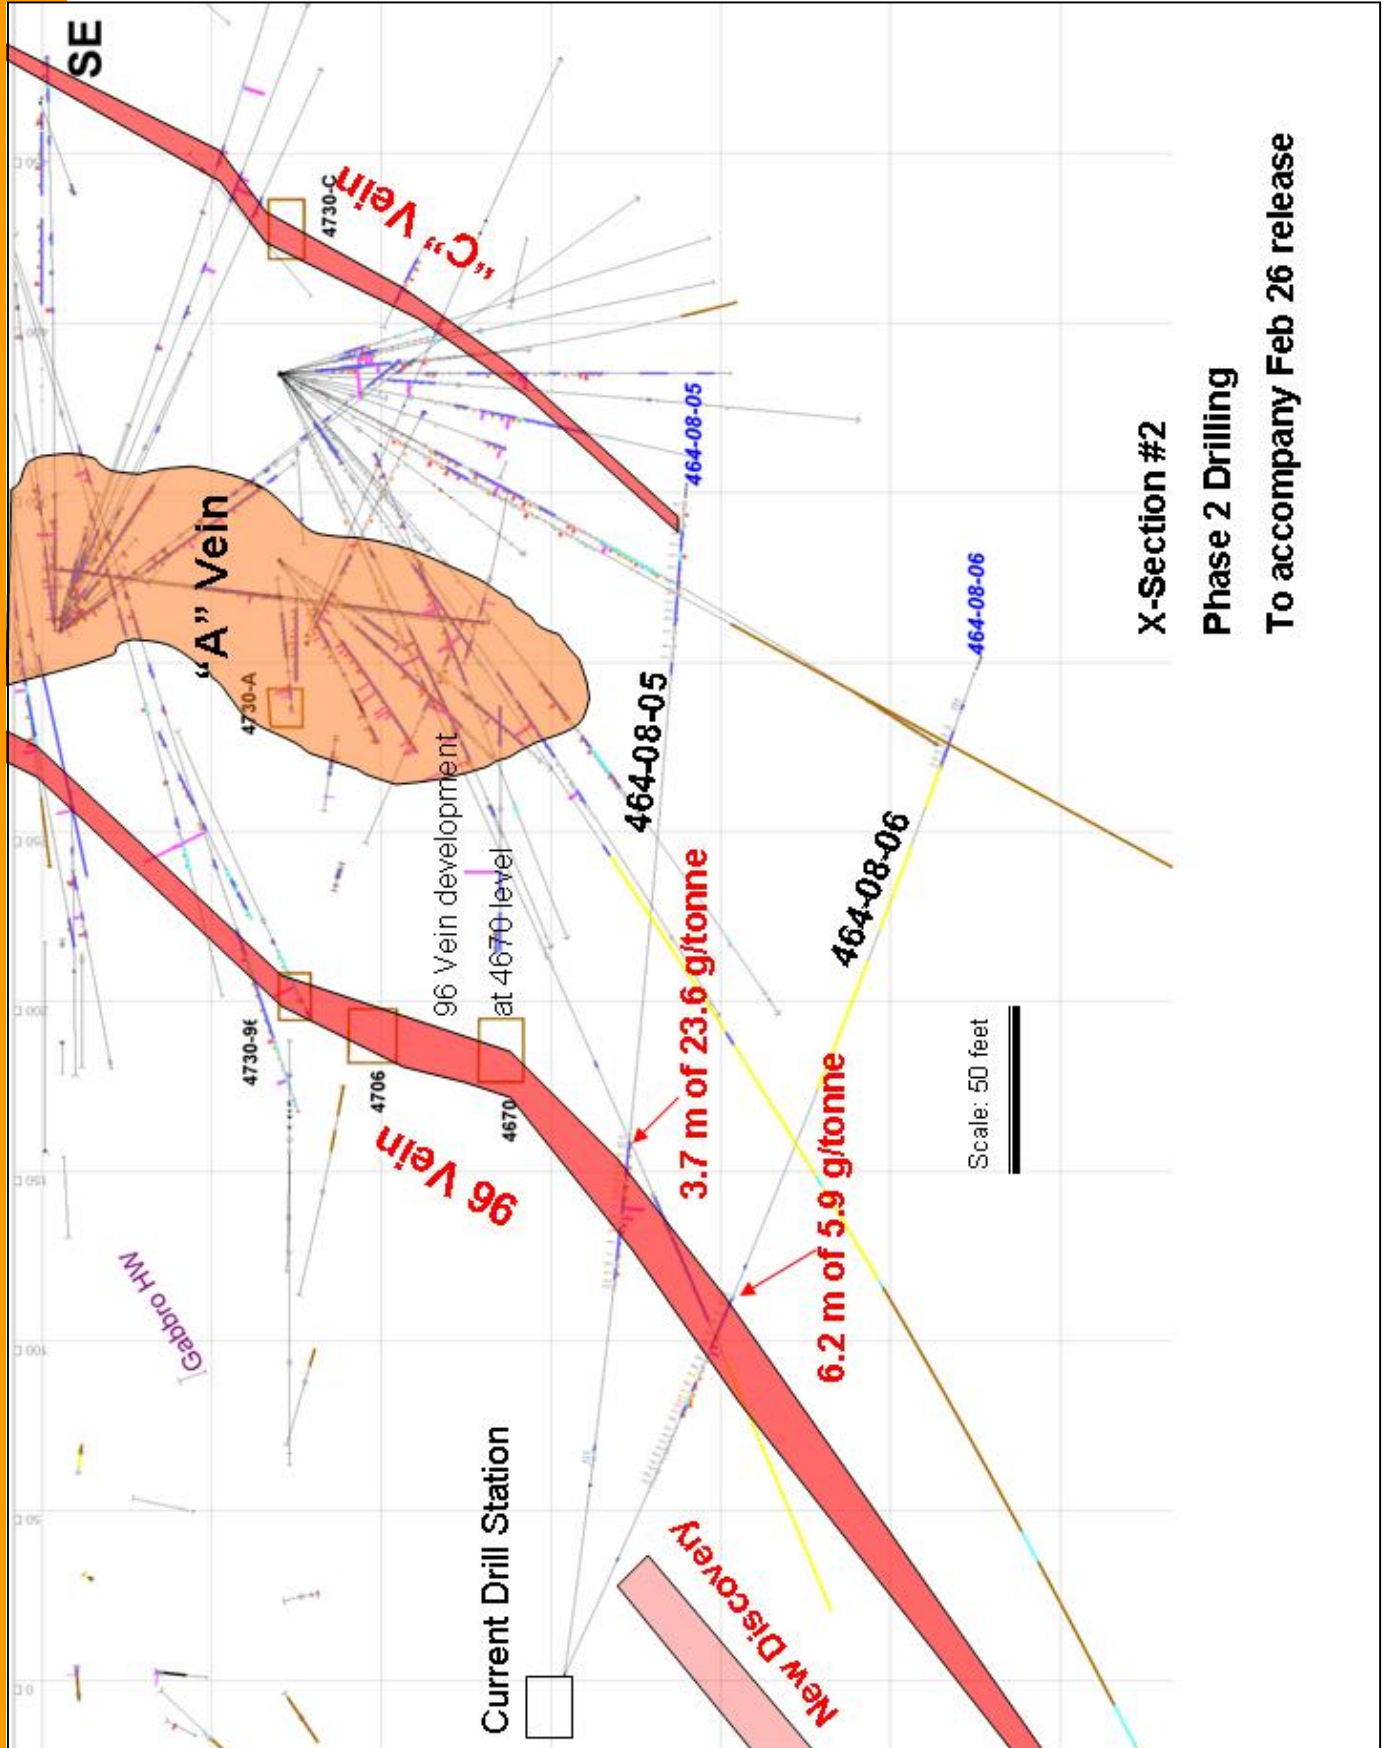 SE
"C" Vein
4730-C
"A" Vein
4730-A
464-08-05
464-08-05
464-08-06
464-08-06
96 Vein development
at 4670 level
4706
4670
96 Vein
3.7 m of 23.6 g/tonne
6.2 m of 5.9 g/tonne
Gabbro HW
Current Drill Station
New Discovery
Scale: 50 feet
X-Section #2
Phase 2 Drilling
To accompany Feb 26 release